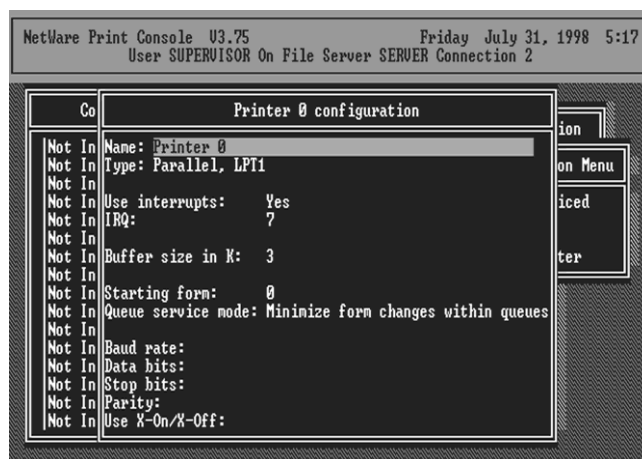 NetWare Print Console V3.75 Friday July 31, 1998 5:17
User SUPERVISOR On File Server SERVER Connection 2
Co
Printer 0 configuration
ion
Not In
Name: Printer 0
Not In
Type: Parallel, LPT1
on Menu
Not In
Not In
Use interrupts: Yes
iced
Not In
IRQ: 7
Not In
Not In
Buffer size in K: 3
ter
Not In
Not In
Starting form: 0
Not In
Queue service mode: Minimize form changes within queues
Not In
Not In
Baud rate:
Not In
Data bits:
Not In
Stop bits:
Not In
Parity:
Not In
Use X-On/X-Off: